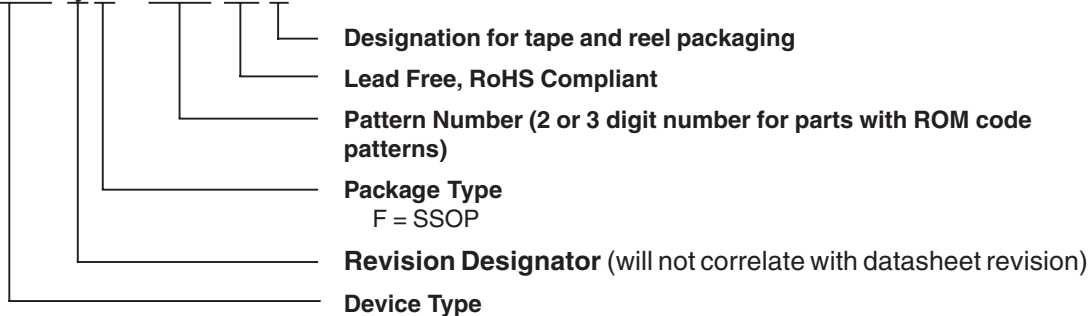 Designation for tape and reel packaging
Lead Free, RoHS Compliant
Pattern Number (2 or 3 digit number for parts with ROM code
patterns)
Package Type
F = SSOP
Revision Designator (will not correlate with datasheet revision)
Device Type